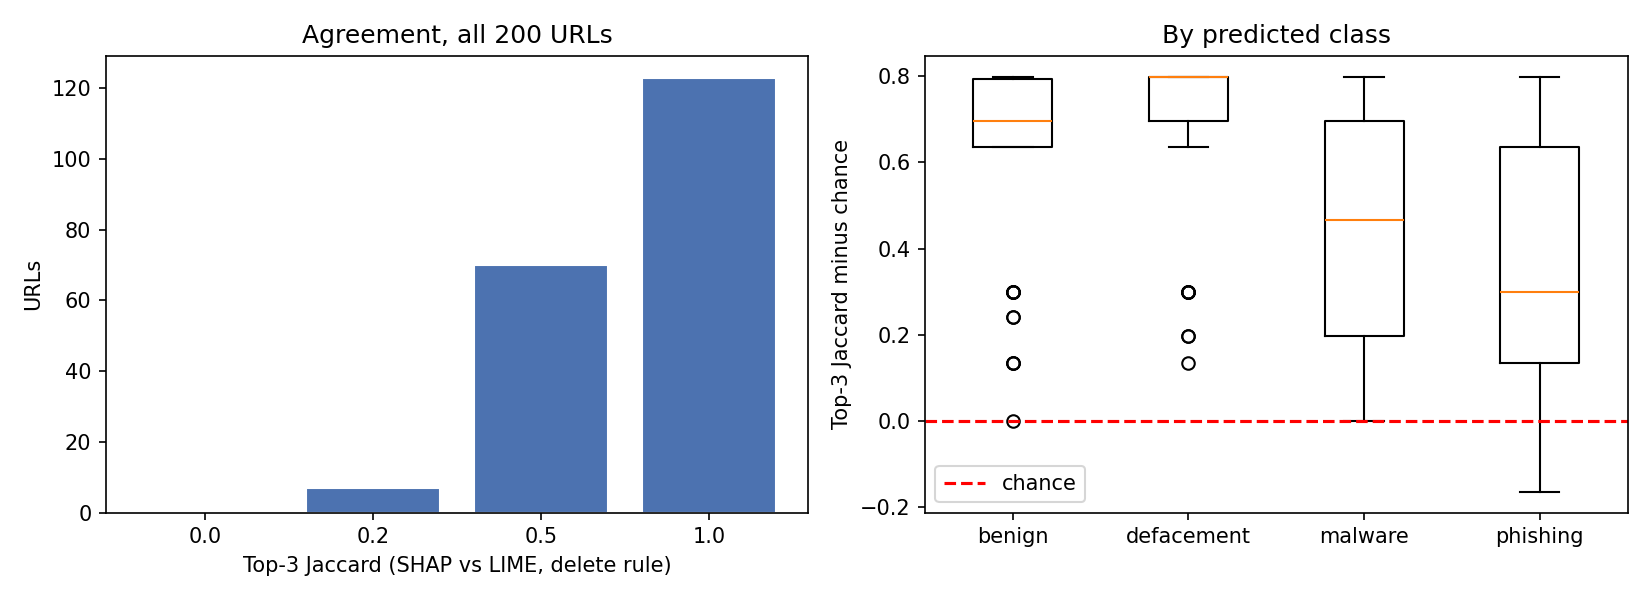 Agreement, all 200 URLs
URLs
120
100
80
60
40
20
0
0.0 0.2 0.5 1.0
Top-3 Jaccard (SHAP vs LIME, delete rule)
By predicted class
Top-3 Jaccard minus chance
0.8
0.6
0.4
0.2
0.0
−0.2
chance
benign defacement malware phishing